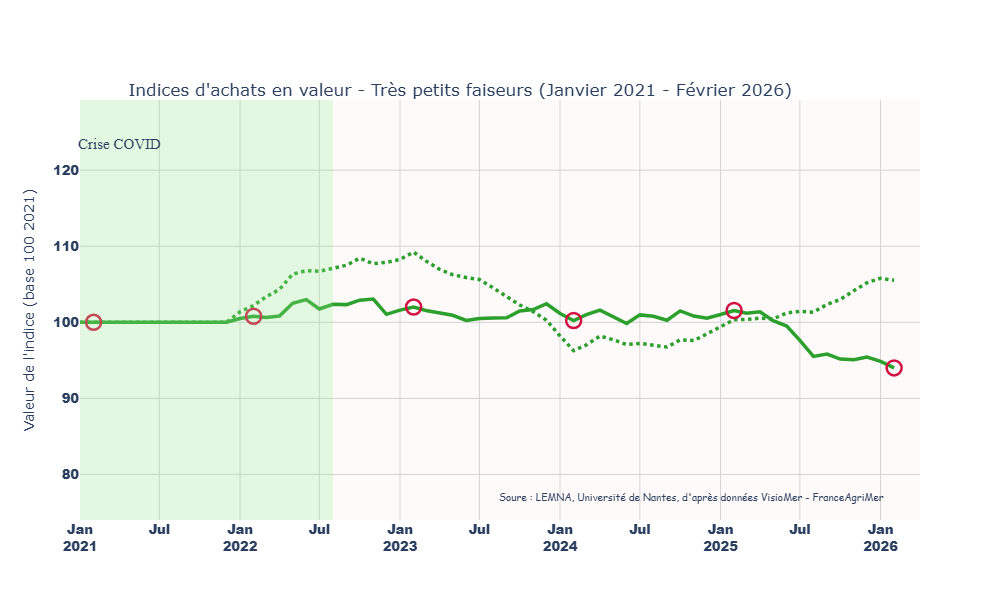 Indices d'achats en valeur - Très petits faiseurs (Janvier 2021 - Février 2026)
Crise COVID
Valeur de l'indice (base 100 2021)
120
110
100
90
80
Soure : LEMNA, Université de Nantes, d'après données VisioMer - FranceAgriMer
Jan Jul Jan Jul Jan Jul Jan Jul Jan Jul Jan
2021 2022 2023 2024 2025 2026